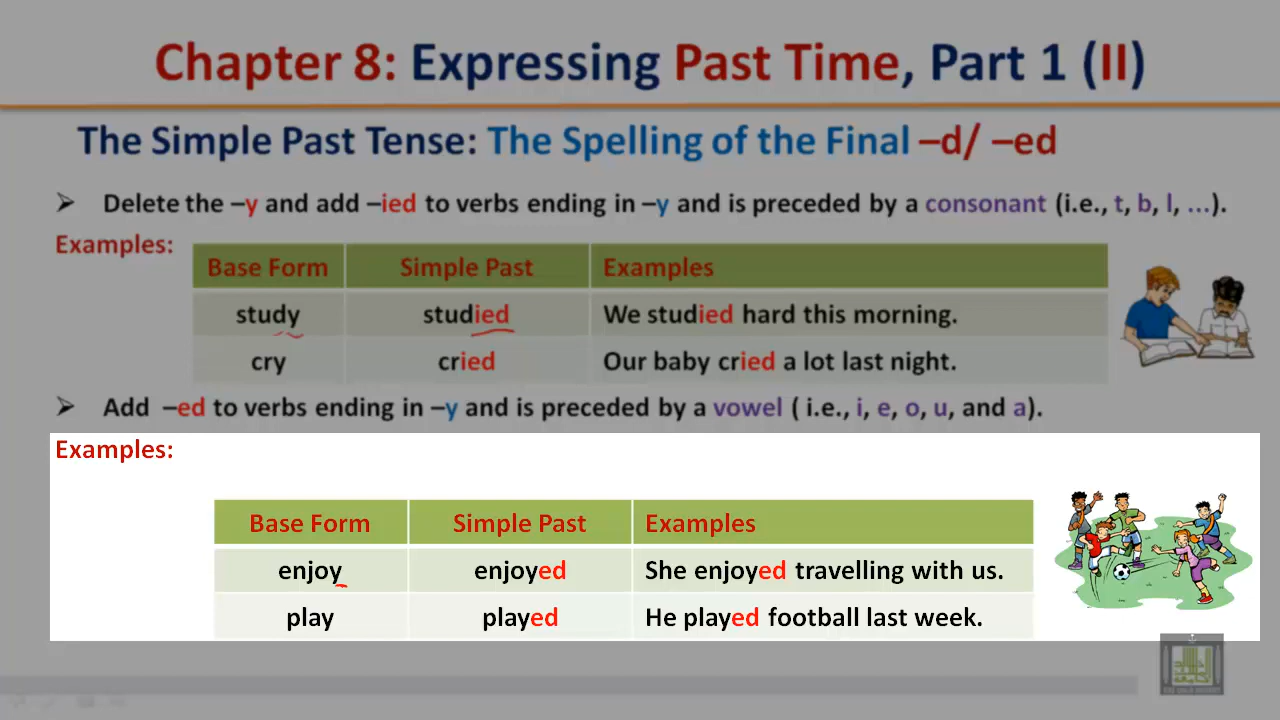 Chapter 8: Expressing Past Time, Part 1 (II)
The Simple Past Tense: The Spelling of the Final –d/ –ed
➢ Delete the –y and add –ied to verbs ending in –y and is preceded by a consonant (i.e., t, b, l, ...).
Examples:
Base Form Simple Past Examples
study studied We studied hard this morning.
cry cried Our baby cried a lot last night.
➢ Add –ed to verbs ending in –y and is preceded by a vowel ( i.e., i, e, o, u, and a).
Examples:
Base Form Simple Past Examples
enjoy enjoyed She enjoyed travelling with us.
play played He played football last week.